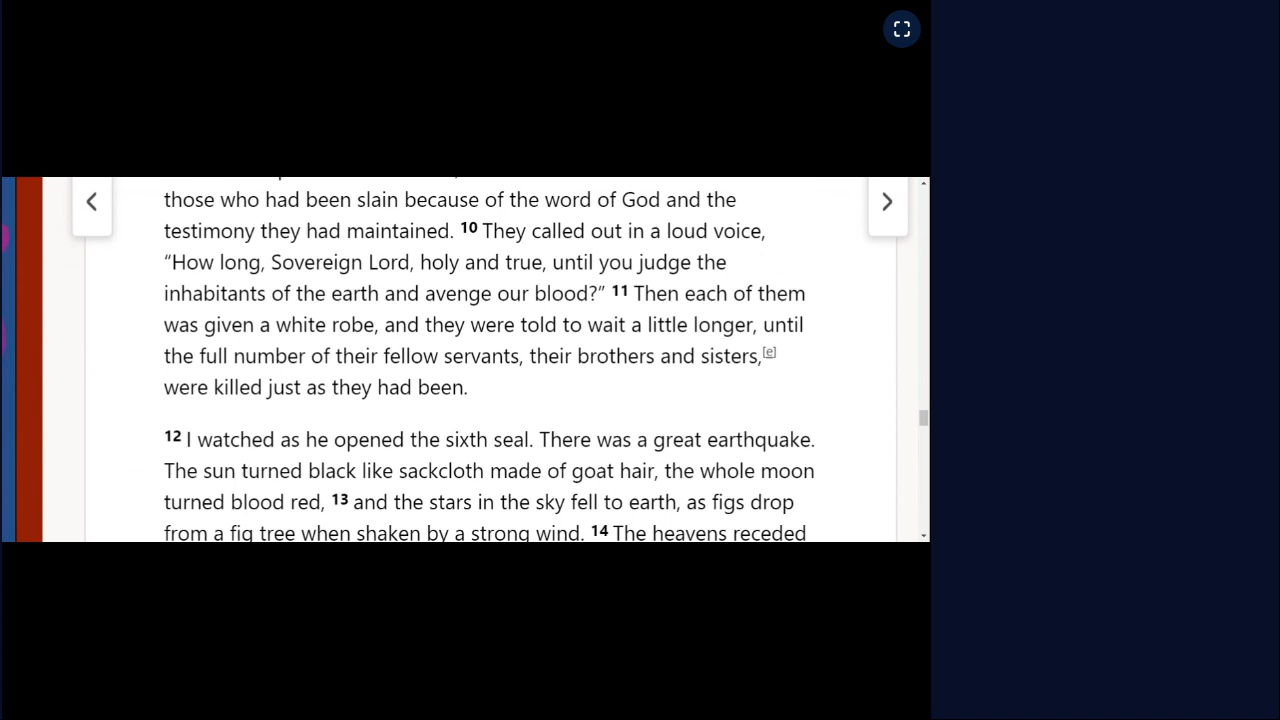 those who had been slain because of the word of God and the
testimony they had maintained. 10 They called out in a loud voice,
“How long, Sovereign Lord, holy and true, until you judge the
inhabitants of the earth and avenge our blood?” 11 Then each of them
was given a white robe, and they were told to wait a little longer, until
the full number of their fellow servants, their brothers and sisters,[e]
were killed just as they had been.
12 I watched as he opened the sixth seal. There was a great earthquake.
The sun turned black like sackcloth made of goat hair, the whole moon
turned blood red, 13 and the stars in the sky fell to earth, as figs drop
from a fig tree when shaken by a strong wind. 14 The heavens receded